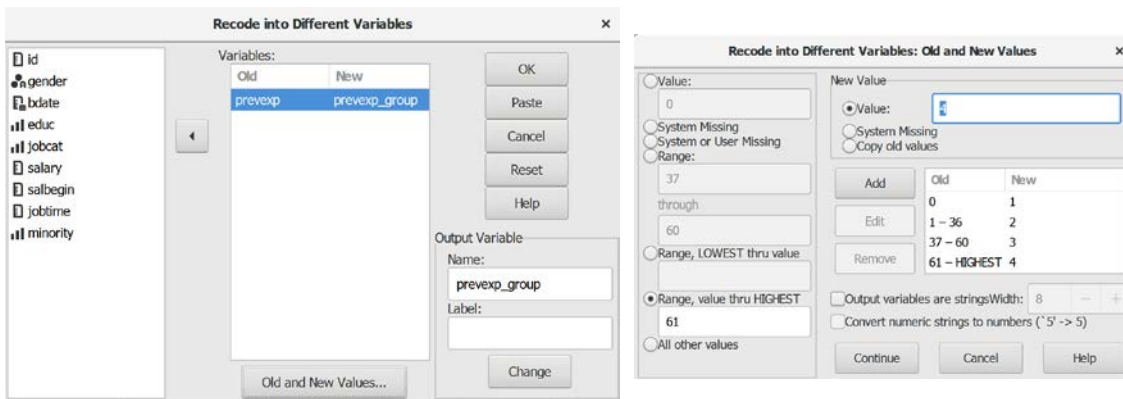 Recode into Different Variables
×
id
gender
bdate
educ
jobcat
salary
salbegin
jobtime
minority
Variables:
Old New
prevexp prevexp_group
Old and New Values...
OK
Paste
Cancel
Reset
Help
Output Variable
Name:
prevexp_group
Label:
Change
Recode into Different Variables: Old and New Values
×
Value:
0
System Missing
System or User Missing
Range:
37
through
60
Range, LOWEST thru value
Range, value thru HIGHEST
61
All other values
New Value
Value: 4
System Missing
Copy old values
Add
Edit
Remove
Old New
0 1
1 – 36 2
37 – 60 3
61 – HIGHEST 4
Output variables are strings Width: 8 − +
Convert numeric strings to numbers (`5' -> 5)
Continue
Cancel
Help